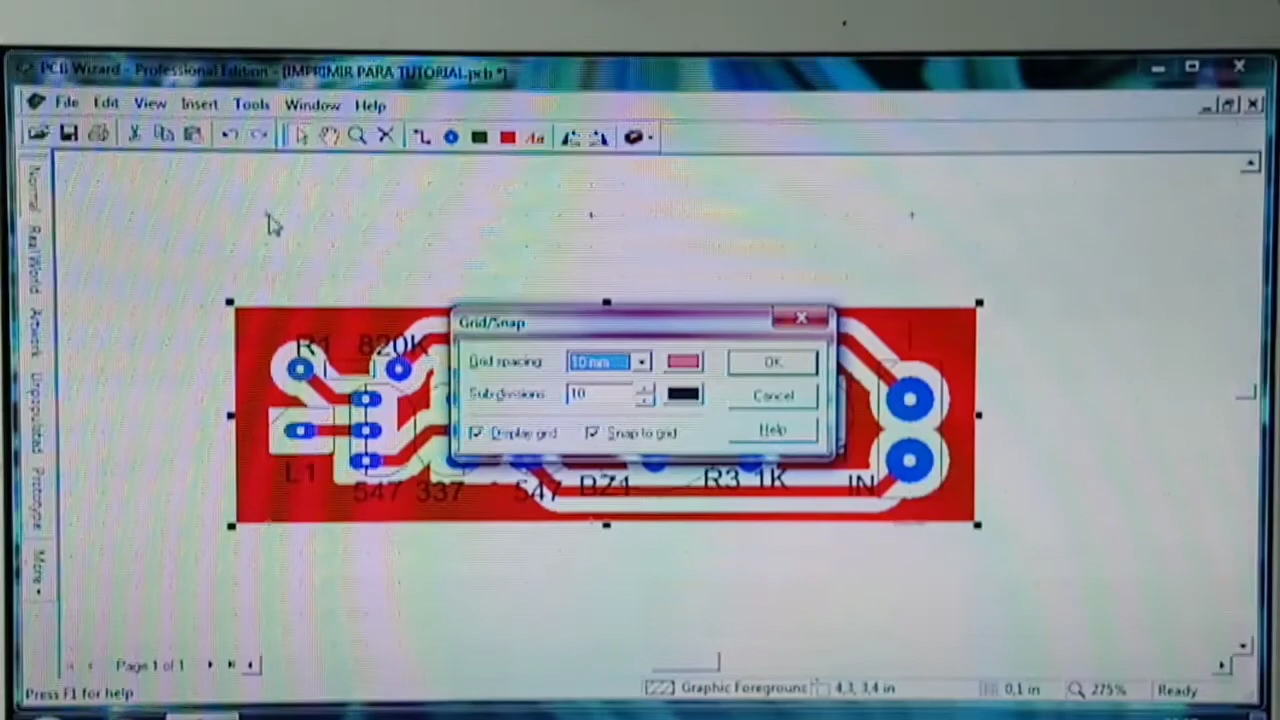 PCB Wizard - Professional Edition - [IMPRIMIR PARA TUTORIAL.pcb *]
File Edit View Insert Tools Window Help
Aa
Normal
Real World
Artwork
Unpopulated
Prototype
More
Grid/Snap
Grid spacing: 10 mm OK
Subdivisions: 10 Cancel
Display grid Snap to grid Help
R1 820K
L1
547 337 547 BZ1 R3 1K IN
Page 1 of 1
Press F1 for help Graphic Foreground 4,3, 3,4 in 0,1 in 275% Ready